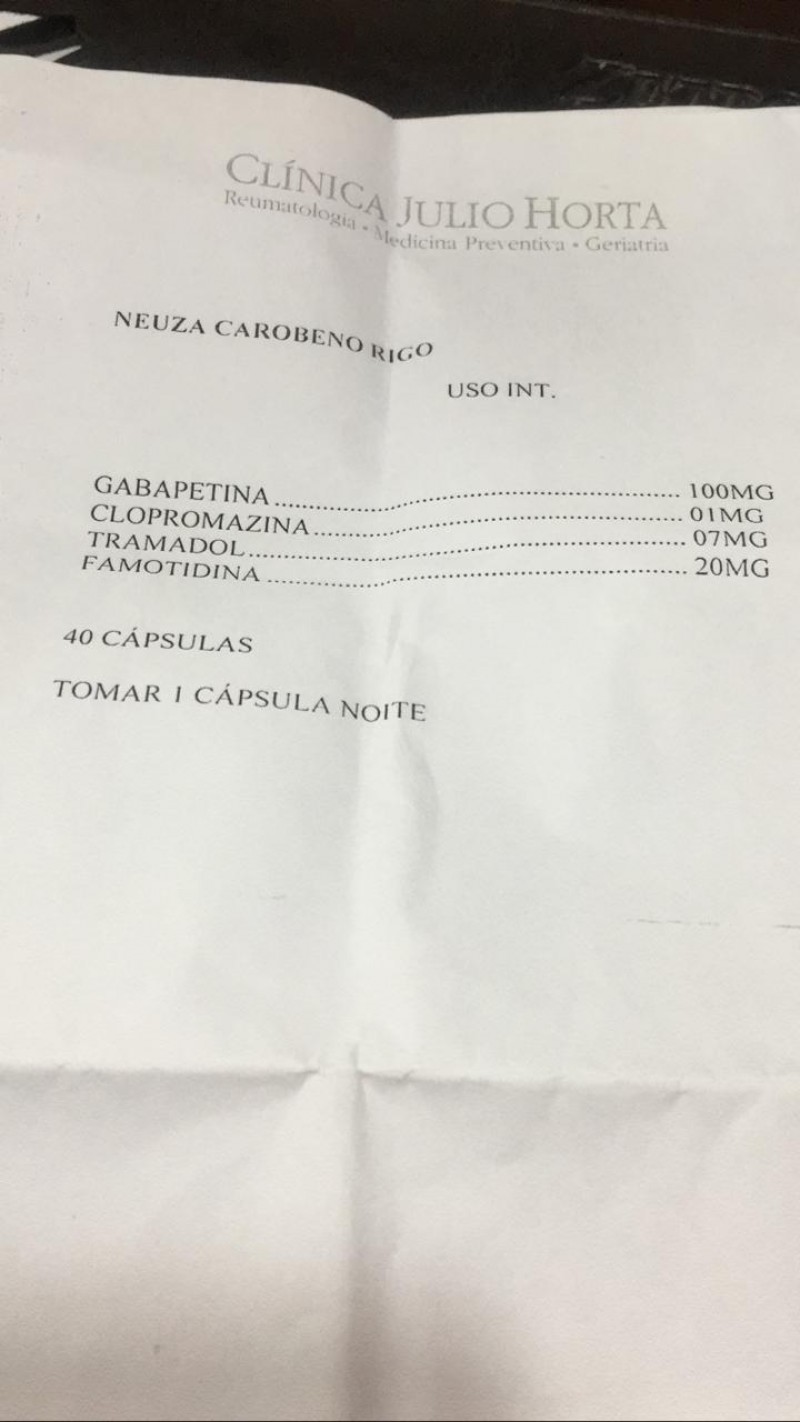 CLÍNICA JULIO HORTA
Reumatologia • Medicina Preventiva • Geriatria
NEUZA CAROBENO RIGO
USO INT.
GABAPETINA ........................................ 100MG
CLOPROMAZINA ........................................ 01MG
TRAMADOL ........................................ 07MG
FAMOTIDINA ........................................ 20MG
40 CÁPSULAS
TOMAR 1 CÁPSULA NOITE